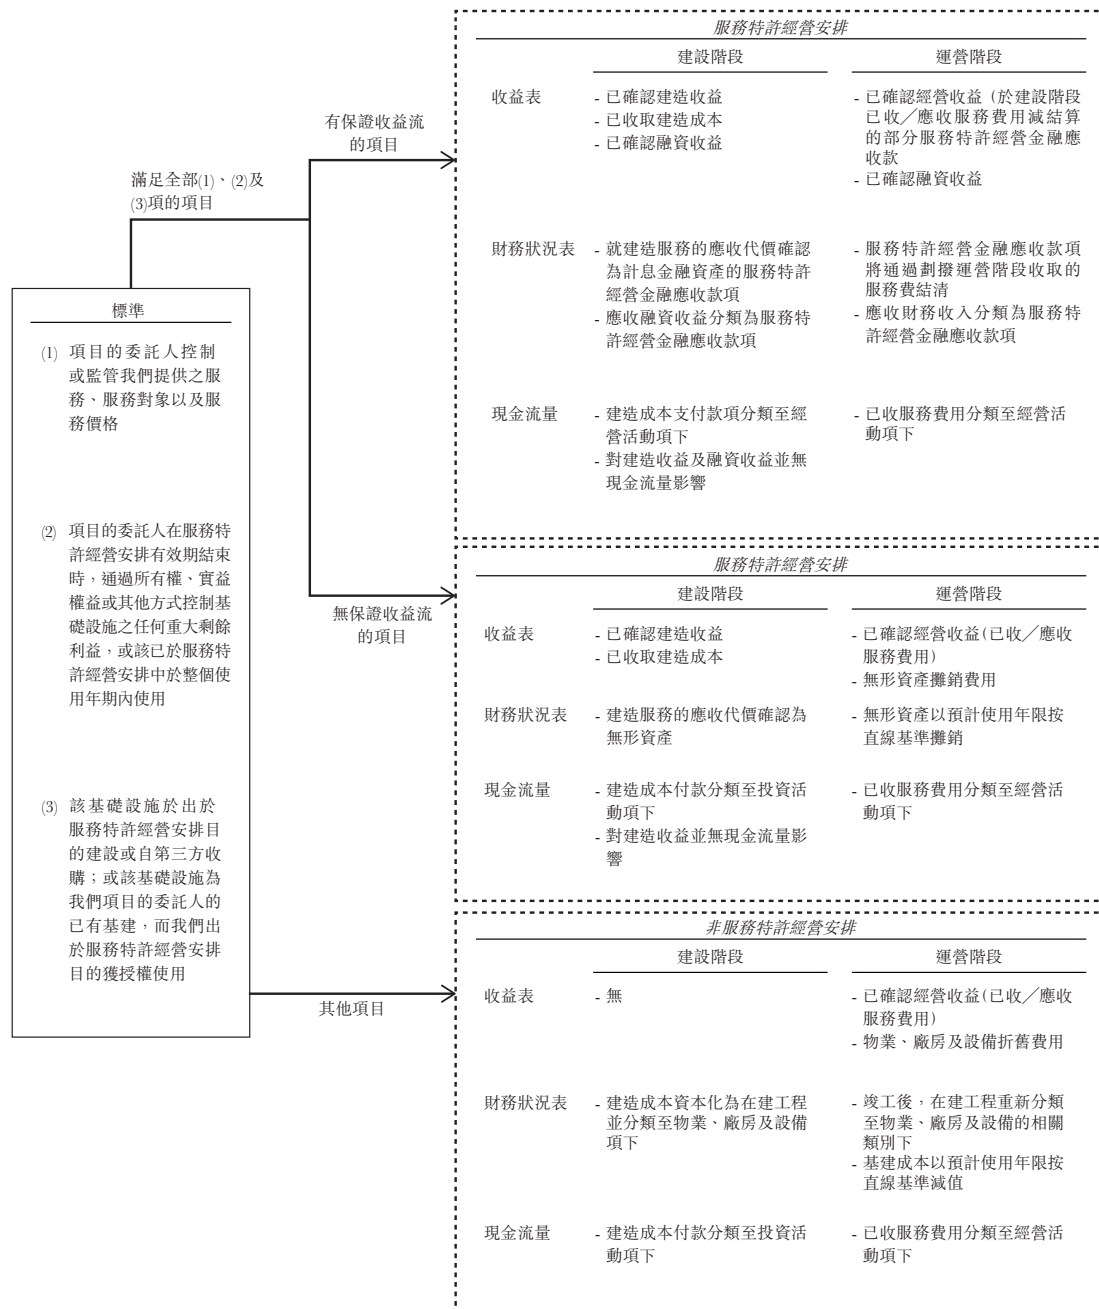 標準
(1) 項目的委託人控制
或監管我們提供之服
務、服務對象以及服
務價格
(2) 項目的委託人在服務特
許經營安排有效期結束
時，通過所有權、實益
權益或其他方式控制基
礎設施之任何重大剩餘
利益，或該已於服務特
許經營安排中於整個使
用年期內使用
(3) 該基礎設施於出於
服務特許經營安排目
的建設或自第三方收
購；或該基礎設施為
我們項目的委託人的
已有基建，而我們出
於服務特許經營安排
目的獲授權使用
滿足全部(1)、(2)及
(3)項的項目
有保證收益流
的項目
無保證收益流
的項目
其他項目
服務特許經營安排
建設階段
運營階段
收益表
- 已確認建造收益
- 已收取建造成本
- 已確認融資收益
- 已確認經營收益（於建設階段
已收／應收服務費用減結算
的部分服務特許經營金融應
收款
- 已確認融資收益
財務狀況表
- 就建造服務的應收代價確認
為計息金融資產的服務特許
經營金融應收款項
- 應收融資收益分類為服務特
許經營金融應收款項
- 服務特許經營金融應收款項
將通過劃撥運營階段收取的
服務費結清
- 應收財務收入分類為服務特
許經營金融應收款項
現金流量
- 建造成本支付款項分類至經
營活動項下
- 對建造收益及融資收益並無
現金流量影響
- 已收服務費用分類至經營活
動項下
服務特許經營安排
建設階段
運營階段
收益表
- 已確認建造收益
- 已收取建造成本
- 已確認經營收益(已收／應收
服務費用)
- 無形資產攤銷費用
財務狀況表
- 建造服務的應收代價確認為
無形資產
- 無形資產以預計使用年限按
直線基準攤銷
現金流量
- 建造成本付款分類至投資活
動項下
- 對建造收益並無現金流量影
響
- 已收服務費用分類至經營活
動項下
非服務特許經營安排
建設階段
運營階段
收益表
- 無
- 已確認經營收益(已收／應收
服務費用)
- 物業、廠房及設備折舊費用
財務狀況表
- 建造成本資本化為在建工程
並分類至物業、廠房及設備
項下
- 竣工後，在建工程重新分類
至物業、廠房及設備的相關
類別下
- 基建成本以預計使用年限按
直線基準減值
現金流量
- 建造成本付款分類至投資活
動項下
- 已收服務費用分類至經營活
動項下